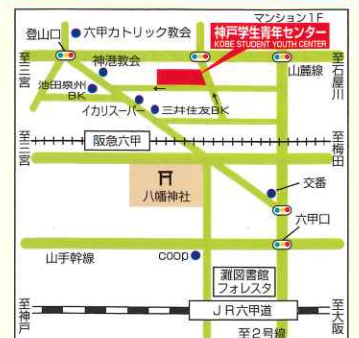 マンション1F
登山口
六甲カトリック教会
神戸学生青年センター
KOBE STUDENT YOUTH CENTER
至三宮
神港教会
山麓線
至石屋川
池田泉州
BK
イカリスーパー
三井住友BK
至三宮
阪急六甲
至梅田
八幡神社
交番
六甲口
山手幹線
coop
灘図書館
フォレスタ
至神戸
JR六甲道
至大阪
至2号線